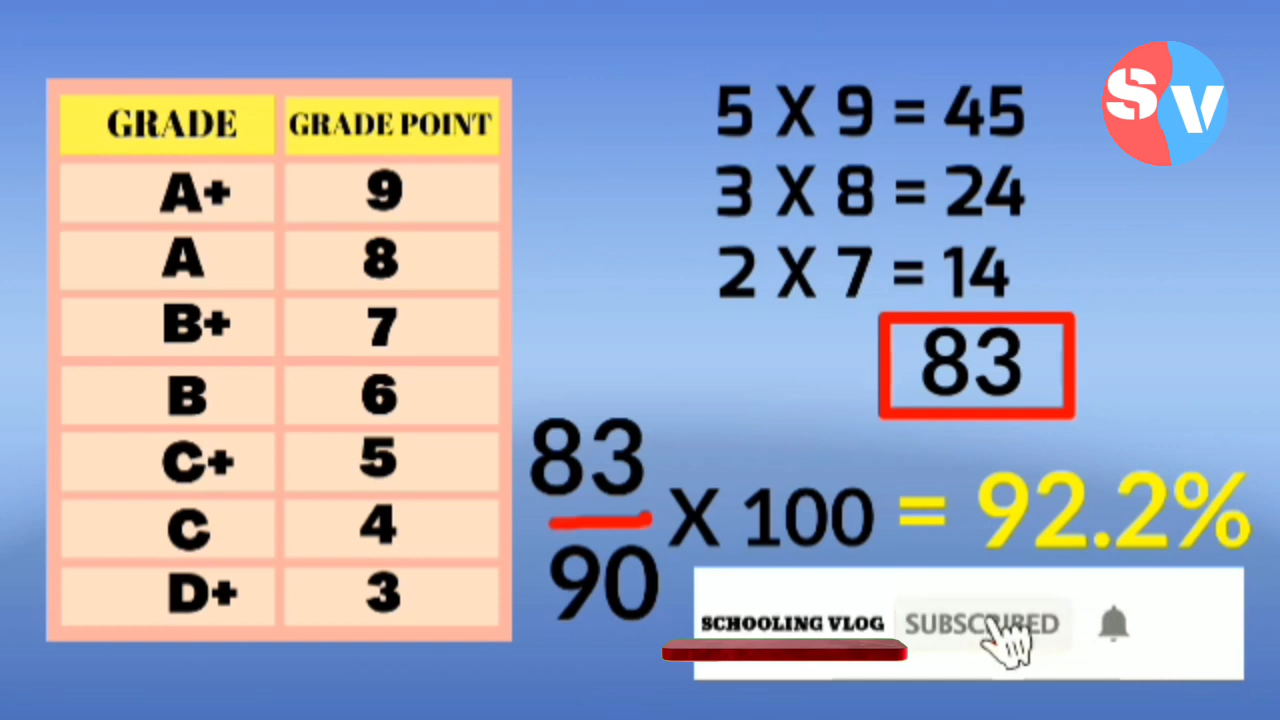 GRADE GRADE POINT
A+ 9
A 8
B+ 7
B 6
C+ 5
C 4
D+ 3
5 X 9 = 45
3 X 8 = 24
2 X 7 = 14
83
83
90
X 100 = 92.2%
SV
SCHOOLING VLOG SUBSCRIBED